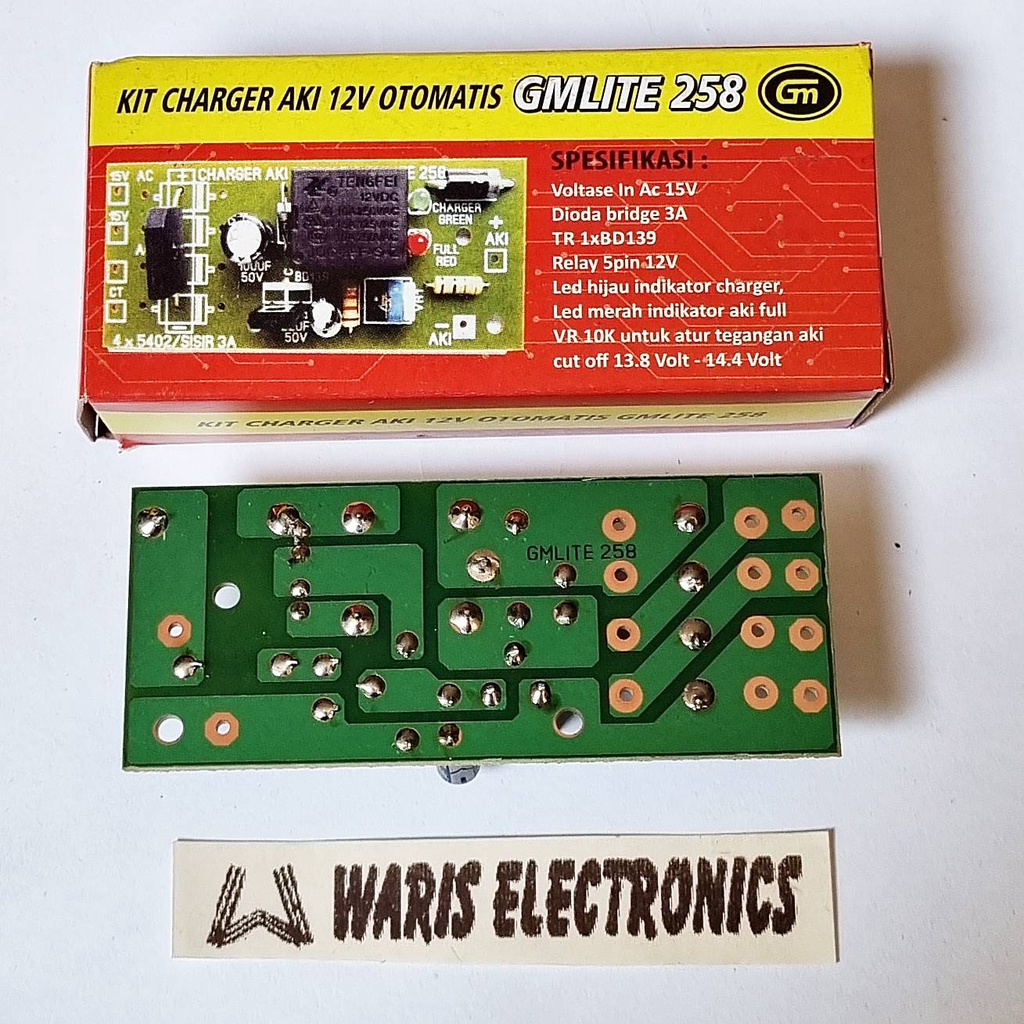 KIT CHARGER AKI 12V OTOMATIS GMLITE 258 Gm
SPESIFIKASI :
Voltase In Ac 15V
Dioda bridge 3A
TR 1xBD139
Relay 5pin 12V
Led hijau indikator charger,
Led merah indikator aki full
VR 10K untuk atur tegangan aki
cut off 13.8 Volt - 14.4 Volt
15V AC
CHARGER AKI
TENGFEI
12VDC
CHARGER
GREEN
15V
+
AKI
FULL
RED
50V
BD139
CT
50V
-
AKI
4 x 5402/SISIR 3A
KIT CHARGER AKI 12V OTOMATIS GMLITE 258
GMLITE 258
WARIS ELECTRONICS